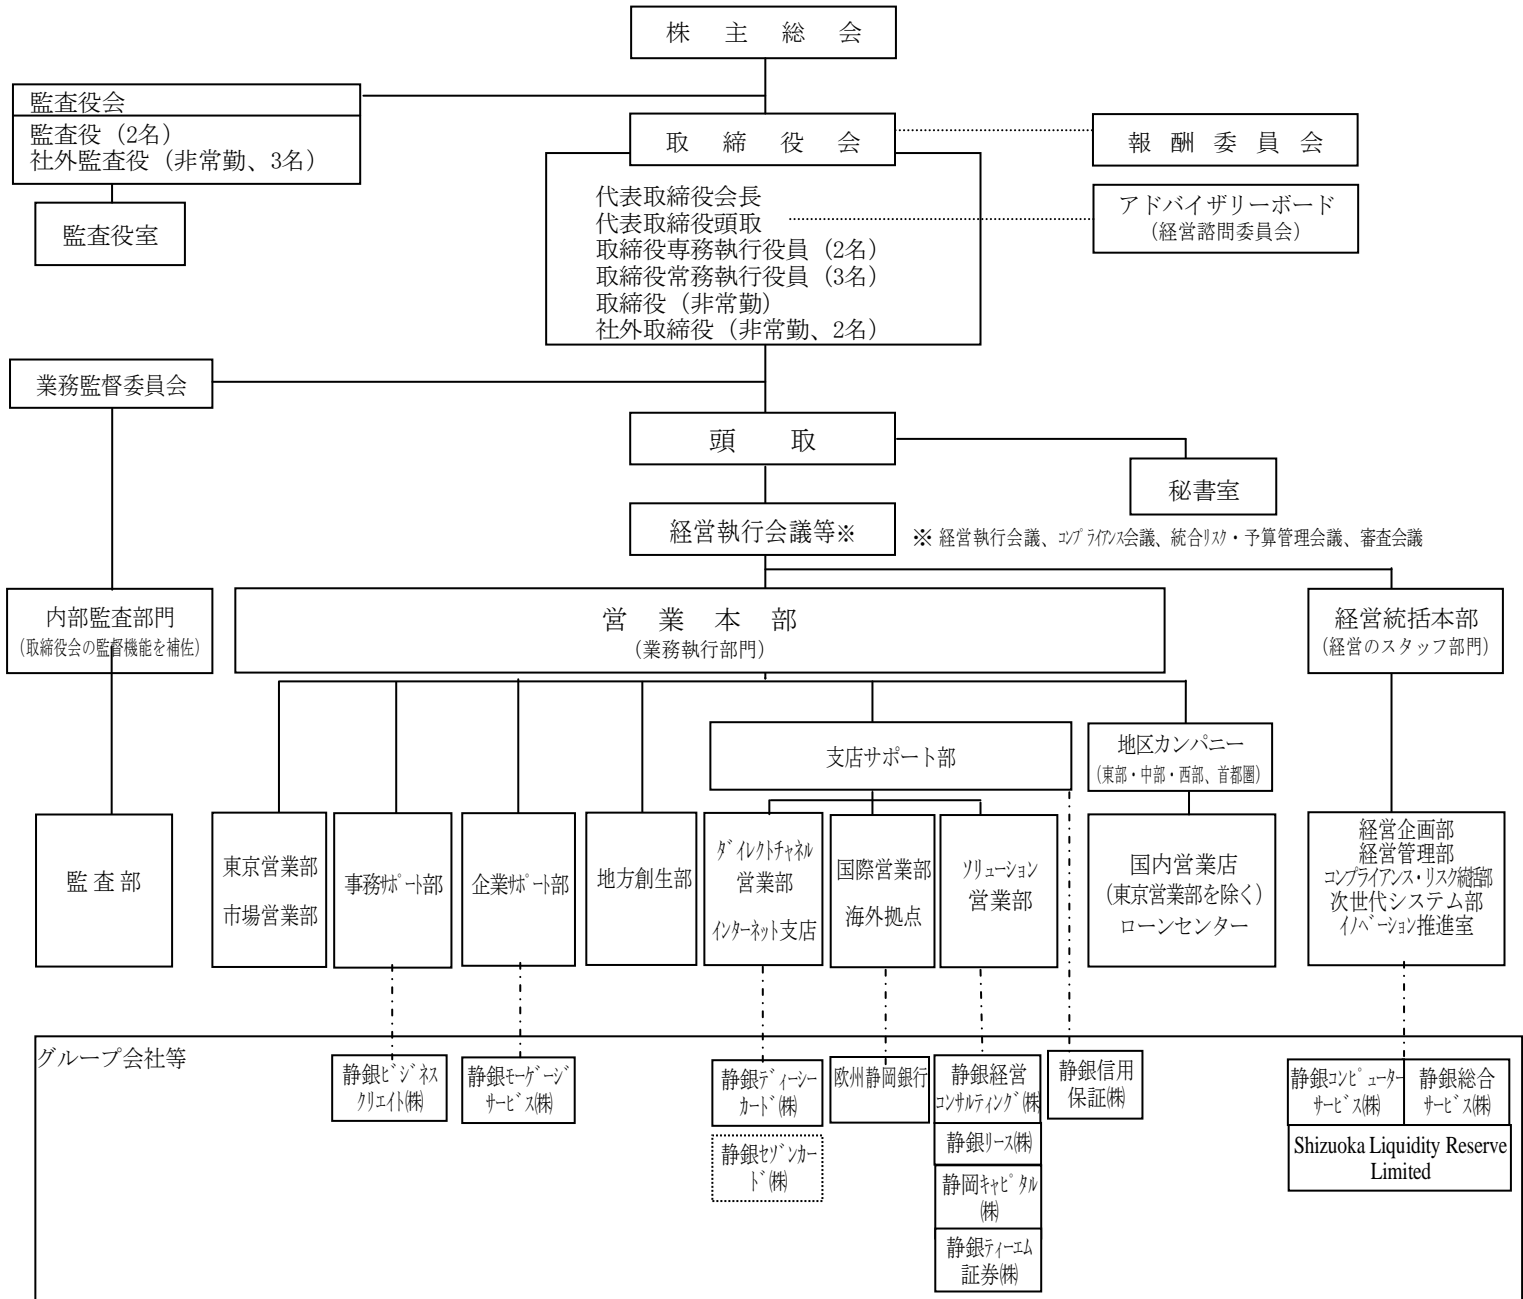 株主総会
監査役会
監査役（2名）
社外監査役（非常勤、3名）
監査役室
取締役会
報酬委員会
代表取締役会長
代表取締役頭取
取締役専務執行役員（2名）
取締役常務執行役員（3名）
取締役（非常勤）
社外取締役（非常勤、2名）
アドバイザリーボード
（経営諮問委員会）
業務監督委員会
頭取
秘書室
経営執行会議等※
※ 経営執行会議、コンプライアンス会議、統合リスク・予算管理会議、審査会議
内部監査部門
（取締役会の監督機能を補佐）
営業本部
（業務執行部門）
経営統括本部
（経営のスタッフ部門）
支店サポート部
地区カンパニー
（東部・中部・西部、首都圏）
監査部
東京営業部
市場営業部
事務サポート部
企業サポート部
地方創生部
ダイレクトチャネル
営業部
インターネット支店
国際営業部
海外拠点
ソリューション
営業部
国内営業店
（東京営業部を除く）
ローンセンター
経営企画部
経営管理部
コンプライアンス・リスク統括部
次世代システム部
イノベーション推進室
グループ会社等
静銀ビジネス
クリエイト㈱
静銀モーゲージ
サービス㈱
静銀ディーシー
カード㈱
静銀セゾンカー
ド㈱
欧州静岡銀行
静銀経営
コンサルティング㈱
静銀リース㈱
静岡キャピタル
㈱
静銀ティーエム
証券㈱
静銀信用
保証㈱
静銀コンピューター
サービス㈱
静銀総合
サービス㈱
Shizuoka Liquidity Reserve
Limited